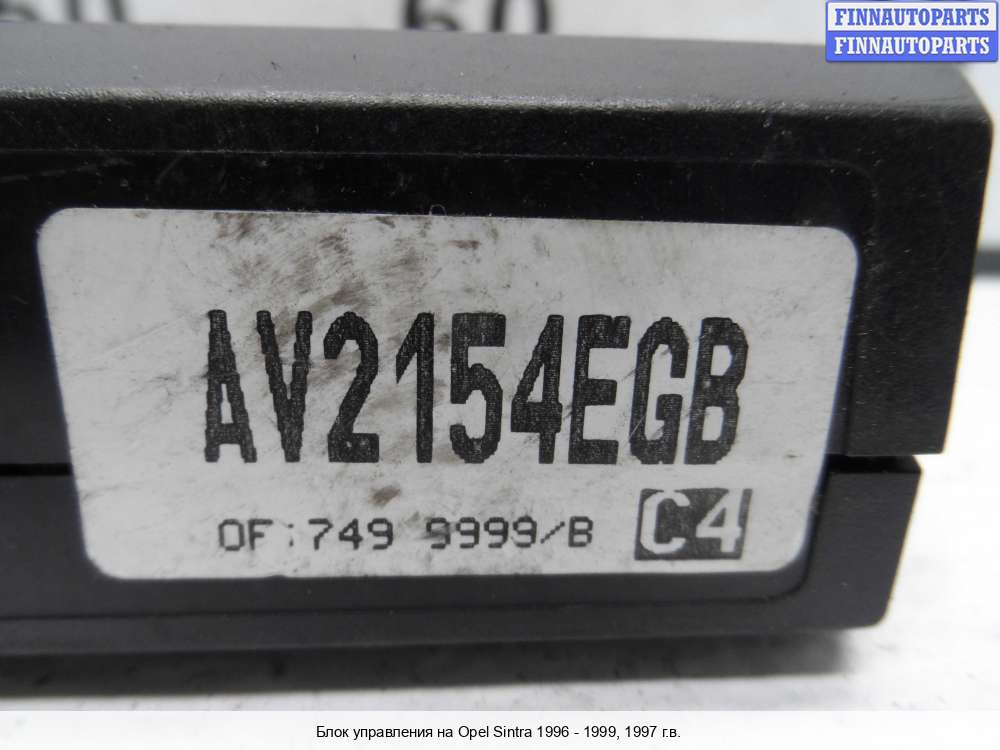 FINNAUTOPARTS
FINNAUTOPARTS
AV2154EGB
OF:749 9999/B C4
Блок управления на Opel Sintra 1996 - 1999, 1997 г.в.